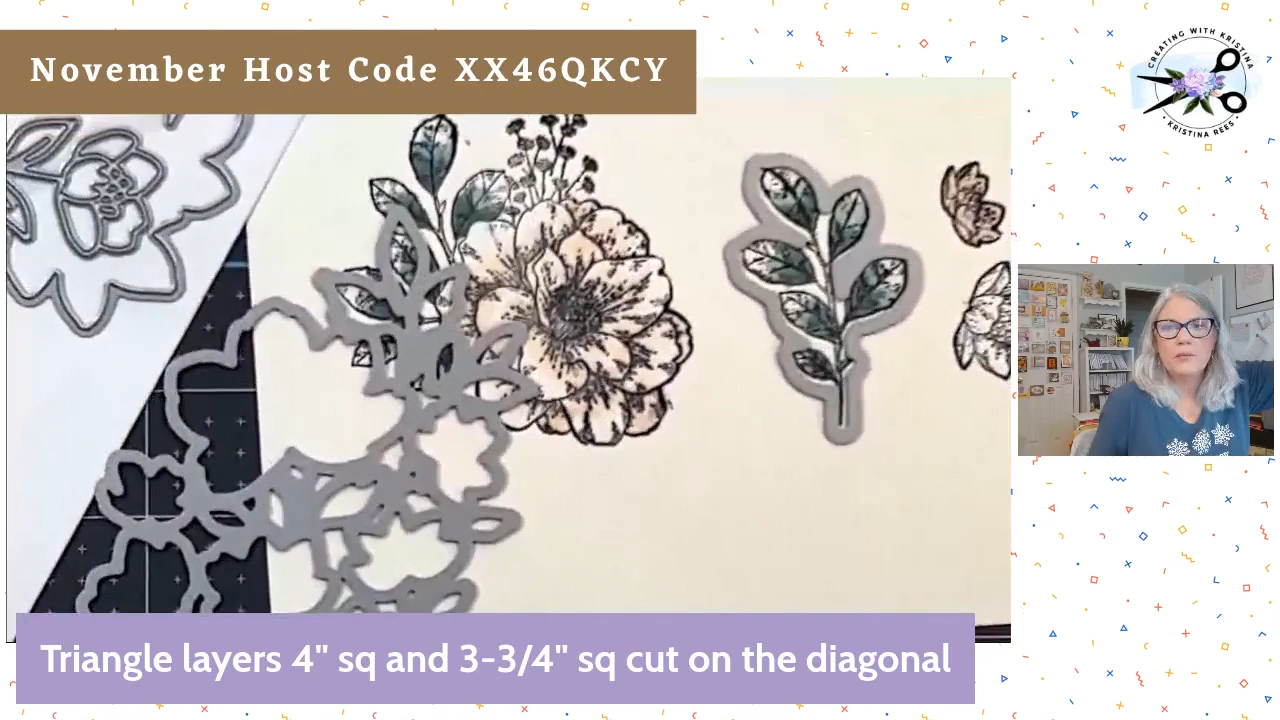 November Host Code XX46QKCY
CREATING WITH KRISTINA
• KRISTINA REES •
Triangle layers 4" sq and 3-3/4" sq cut on the diagonal